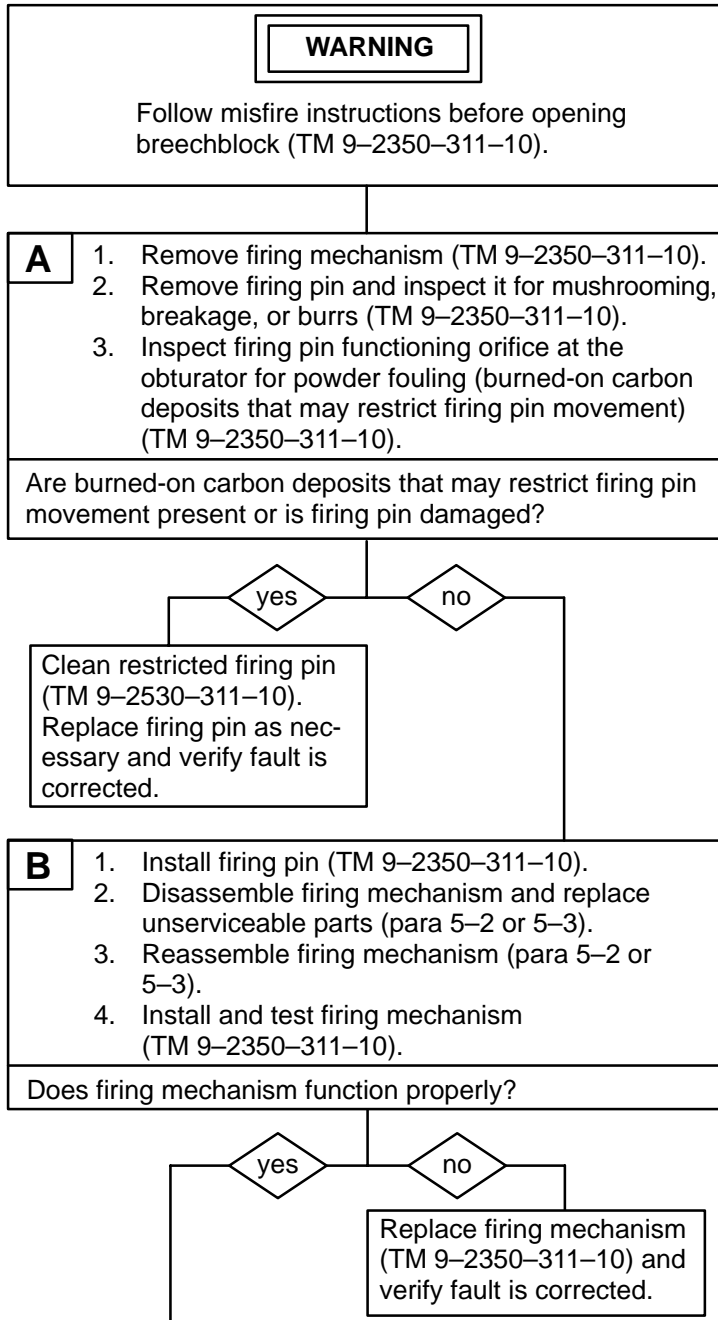 WARNING
Follow misfire instructions before opening
breechblock (TM 9–2350–311–10).
A
1. Remove firing mechanism (TM 9–2350–311–10).
2. Remove firing pin and inspect it for mushrooming,
breakage, or burrs (TM 9–2350–311–10).
3. Inspect firing pin functioning orifice at the
obturator for powder fouling (burned-on carbon
deposits that may restrict firing pin movement)
(TM 9–2350–311–10).
Are burned-on carbon deposits that may restrict firing pin
movement present or is firing pin damaged?
yes
no
Clean restricted firing pin
(TM 9–2530–311–10).
Replace firing pin as nec-
essary and verify fault is
corrected.
B
1. Install firing pin (TM 9–2350–311–10).
2. Disassemble firing mechanism and replace
unserviceable parts (para 5–2 or 5–3).
3. Reassemble firing mechanism (para 5–2 or
5–3).
4. Install and test firing mechanism
(TM 9–2350–311–10).
Does firing mechanism function properly?
yes
no
Replace firing mechanism
(TM 9–2350–311–10) and
verify fault is corrected.